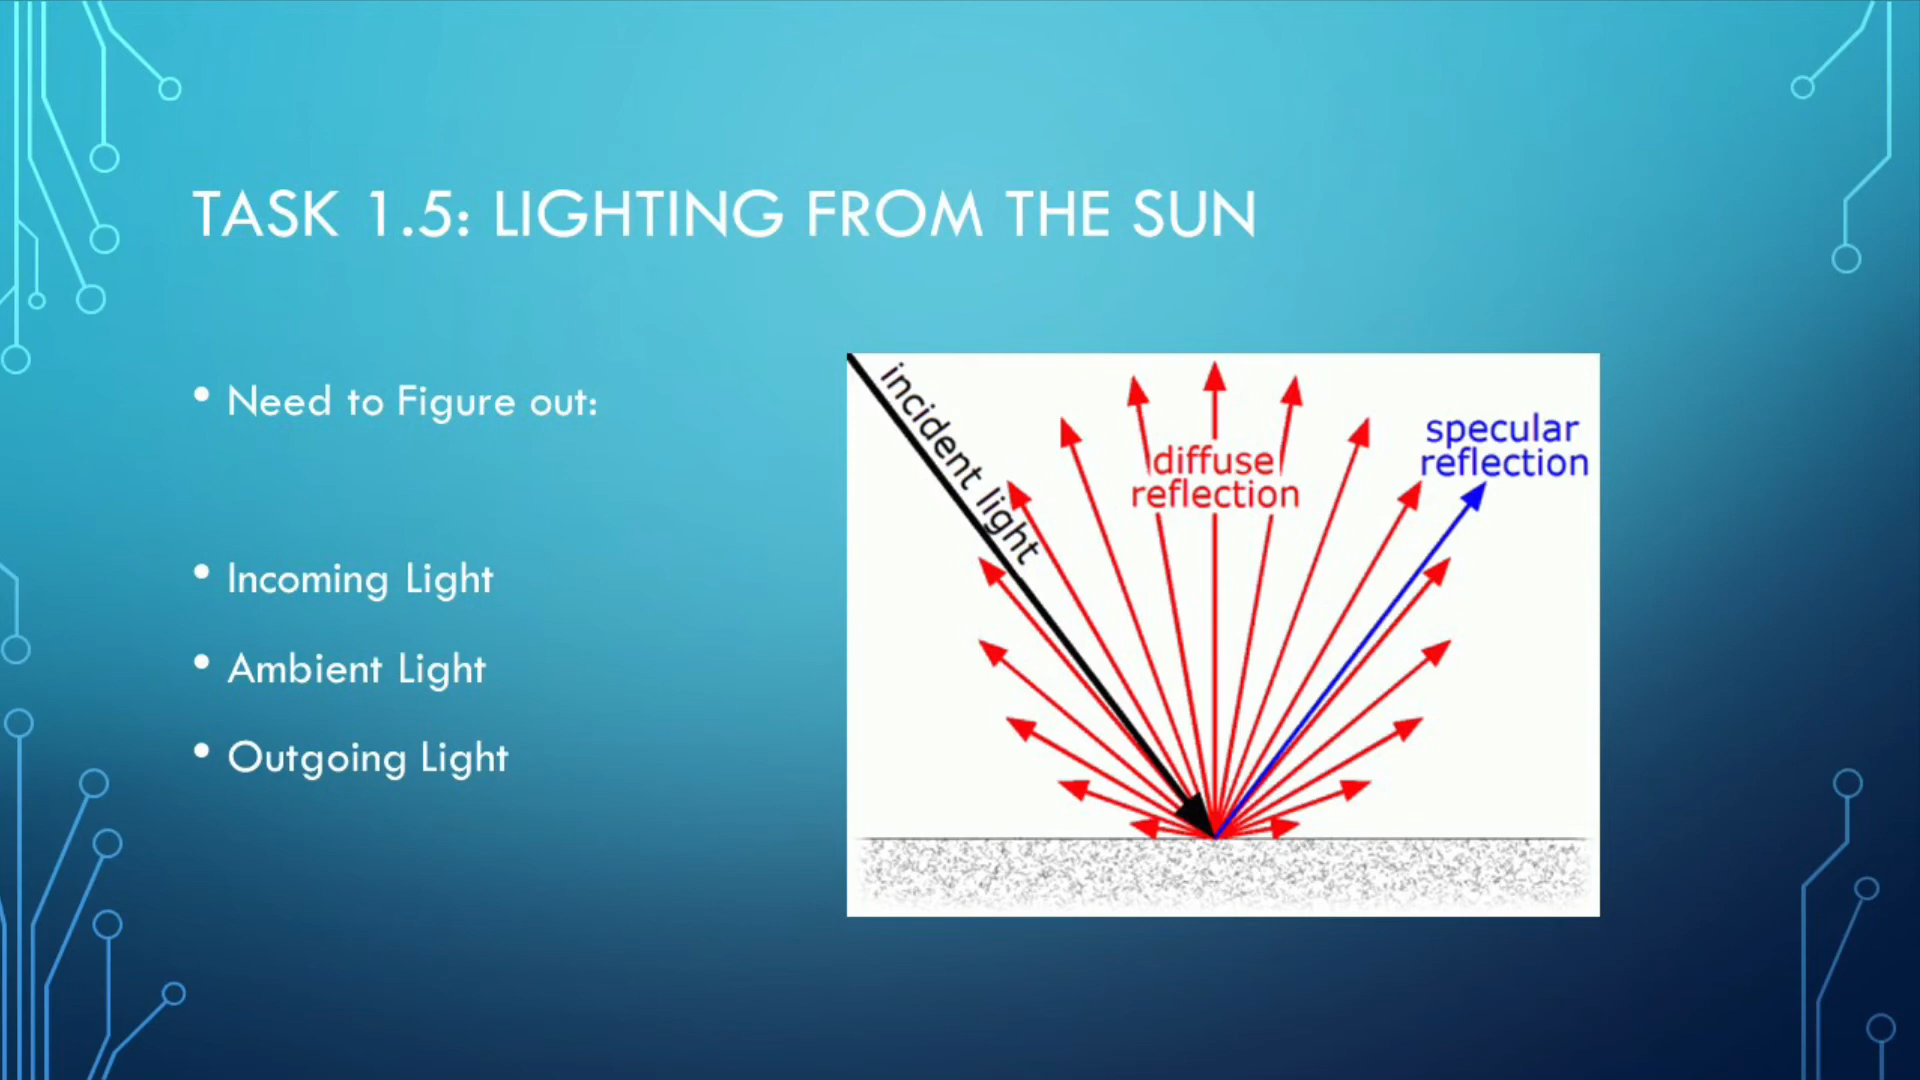 TASK 1.5: LIGHTING FROM THE SUN
• Need to Figure out:
• Incoming Light
• Ambient Light
• Outgoing Light
incident light
diffuse
reflection
specular
reflection